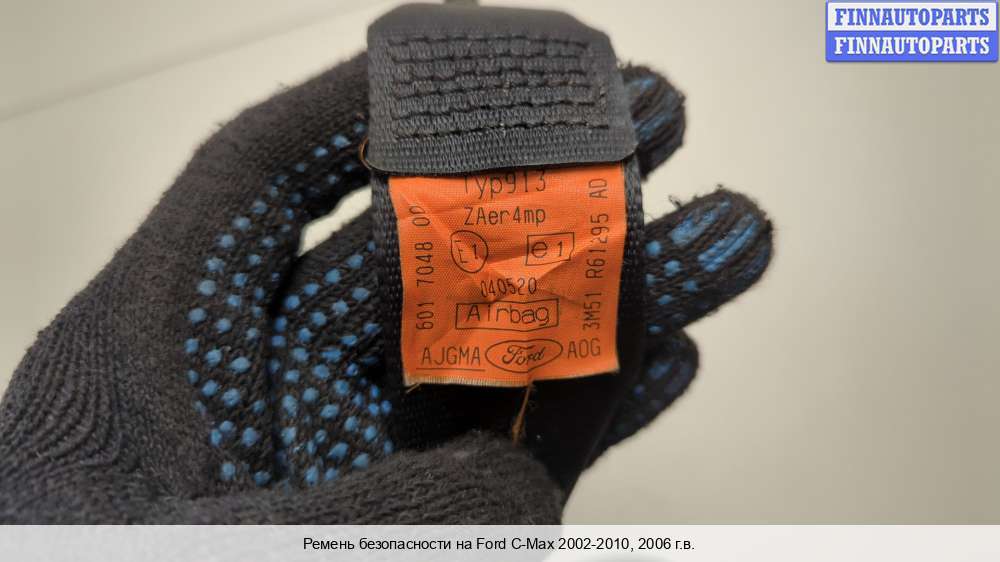 FINNAUTOPARTS
FINNAUTOPARTS
Typ913
ZAer4mp
E1 e1
040520
Airbag
AJGMA Ford AOG
601 7048 00
3M51 R61295 AD
Ремень безопасности на Ford C-Max 2002-2010, 2006 г.в.